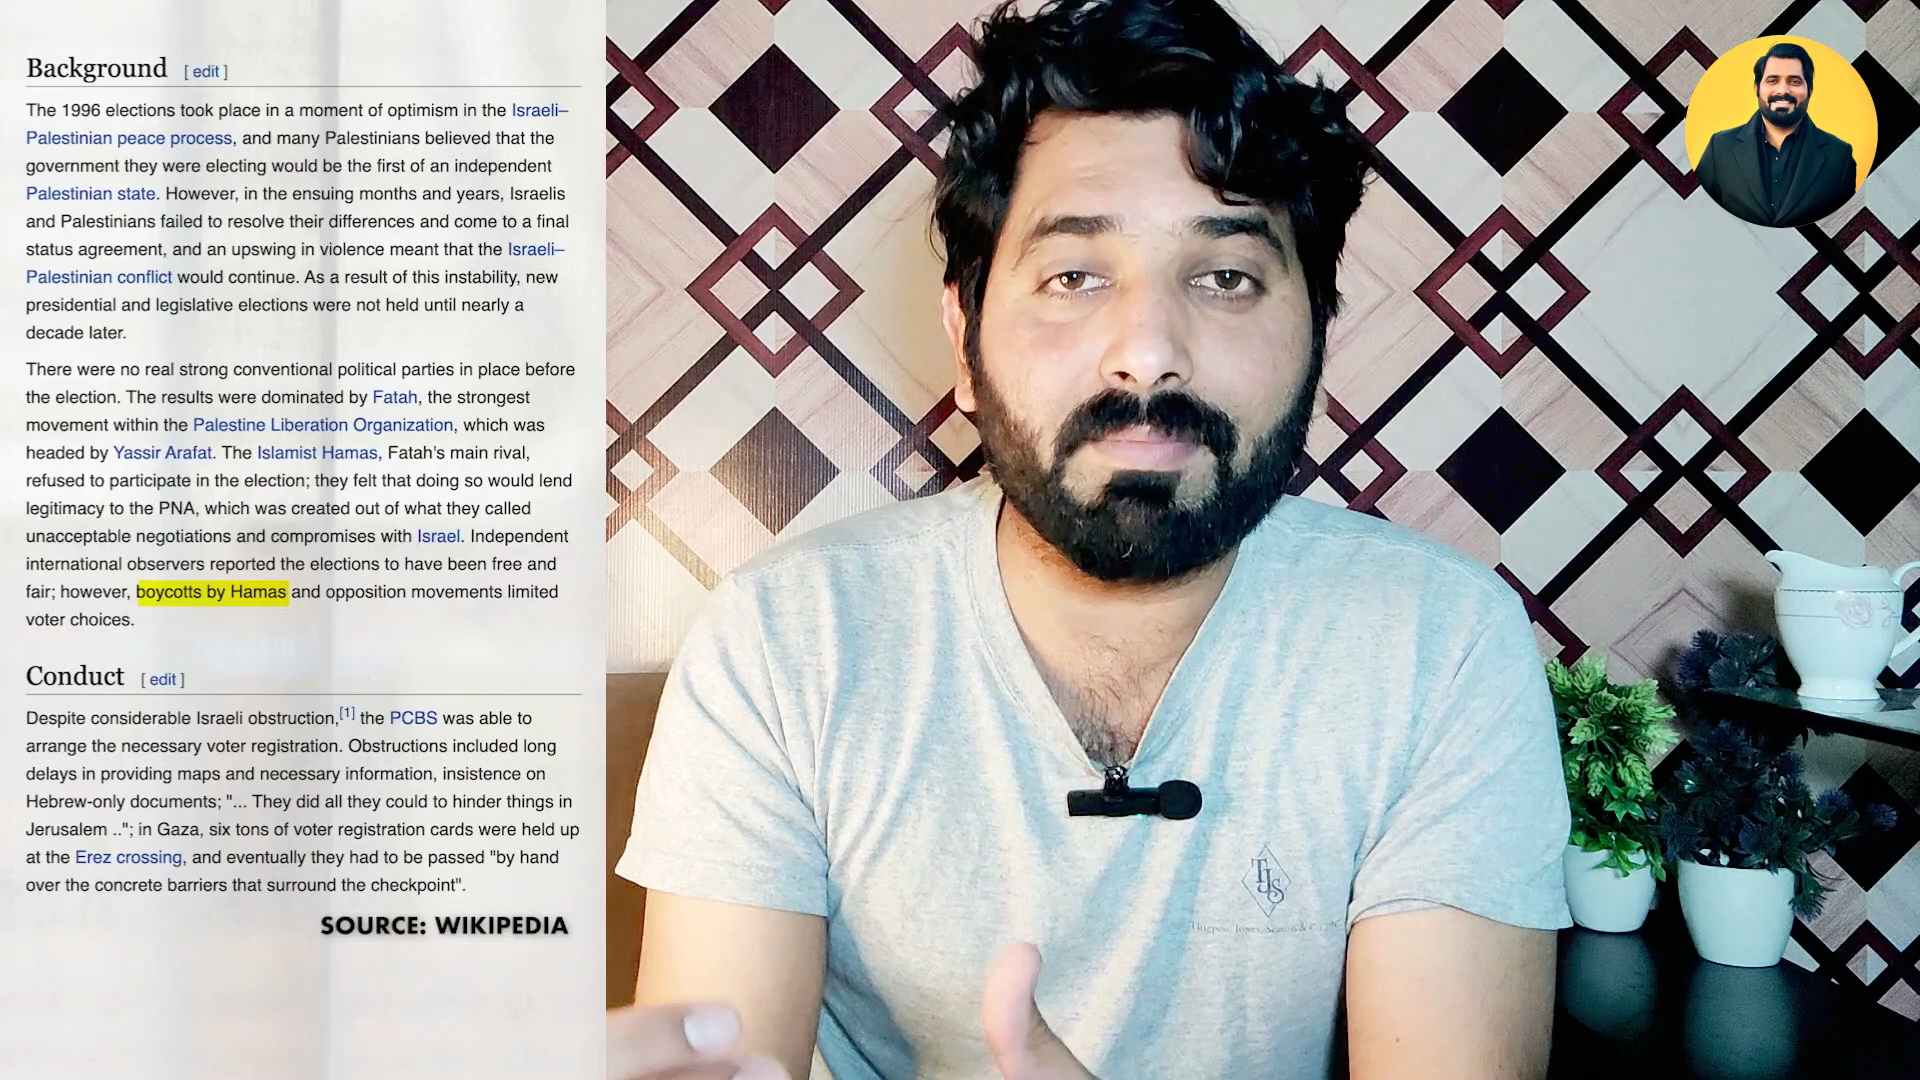 Background [ edit ]
The 1996 elections took place in a moment of optimism in the Israeli–
Palestinian peace process, and many Palestinians believed that the
government they were electing would be the first of an independent
Palestinian state. However, in the ensuing months and years, Israelis
and Palestinians failed to resolve their differences and come to a final
status agreement, and an upswing in violence meant that the Israeli–
Palestinian conflict would continue. As a result of this instability, new
presidential and legislative elections were not held until nearly a
decade later.
There were no real strong conventional political parties in place before
the election. The results were dominated by Fatah, the strongest
movement within the Palestine Liberation Organization, which was
headed by Yassir Arafat. The Islamist Hamas, Fatah's main rival,
refused to participate in the election; they felt that doing so would lend
legitimacy to the PNA, which was created out of what they called
unacceptable negotiations and compromises with Israel. Independent
international observers reported the elections to have been free and
fair; however, boycotts by Hamas and opposition movements limited
voter choices.
Conduct [ edit ]
Despite considerable Israeli obstruction,[1] the PCBS was able to
arrange the necessary voter registration. Obstructions included long
delays in providing maps and necessary information, insistence on
Hebrew-only documents; "... They did all they could to hinder things in
Jerusalem .."; in Gaza, six tons of voter registration cards were held up
at the Erez crossing, and eventually they had to be passed "by hand
over the concrete barriers that surround the checkpoint".
SOURCE: WIKIPEDIA
TJS